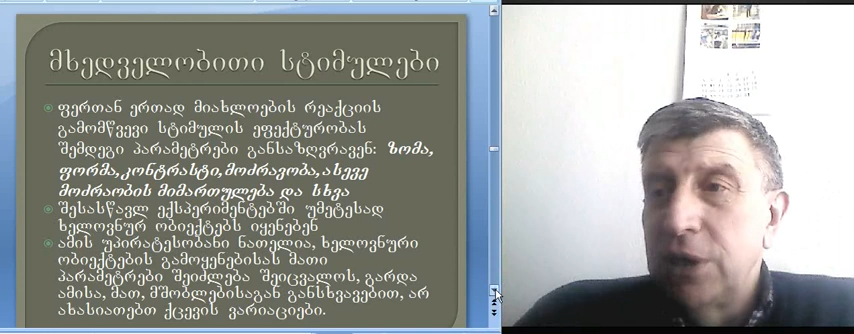 მხედველობითი სტიმულები
ფერთან ერთად მიახლოების რეაქციის
გამომწვევი სტიმულის ეფექტურობას
შემდეგი პარამეტრები განსაზღვრავენ: ზომა,
ფორმა,კონტრასტი,მოძრავობა,ასევე
მოძრაობის მიმართულება და სხვა
შესასწავლ ექსპერიმენტებში უმეტესად
ხელოვნურ ობიექტებს იყენებენ
ამის უპირატესობანი ნათელია, ხელოვნური
ობიექტების გამოყენებისას მათი
პარამეტრები შეიძლება შეიცვალოს, გარდა
ამისა, მათ, მშობლებისაგან განსხვავებით, არ
ახასიათებთ ქცევის ვარიაციები.